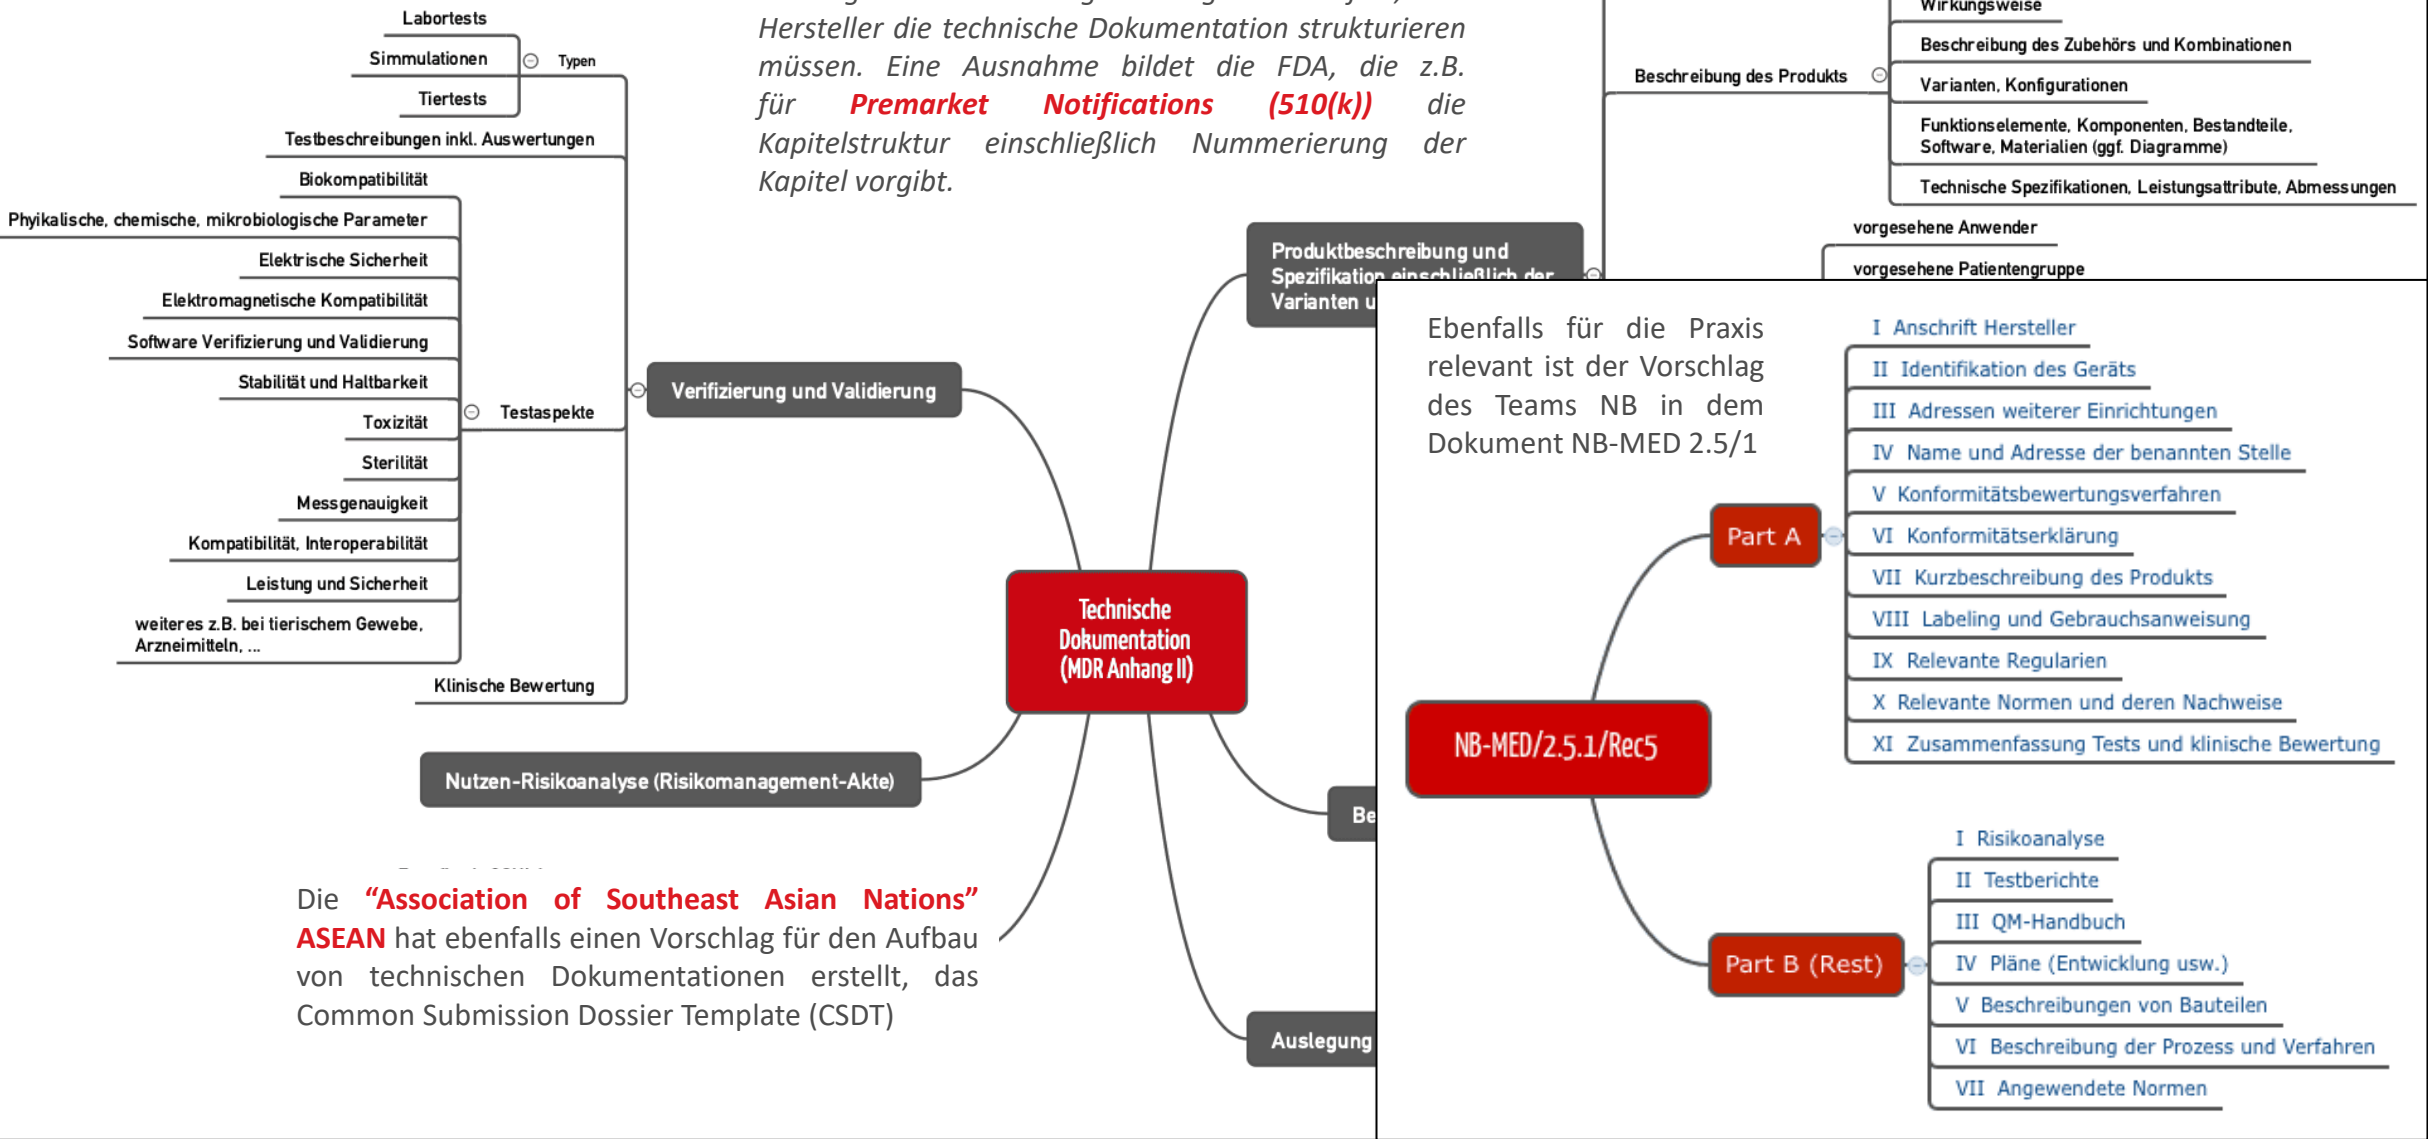 Labortests
Simmulationen
Typen
Tiertests
Testbeschreibungen inkl. Auswertungen
Biokompatibilität
Phyikalische, chemische, mikrobiologische Parameter
Elektrische Sicherheit
Elektromagnetische Kompatibilität
Software Verifizierung und Validierung
Stabilität und Haltbarkeit
Testaspekte
Toxizität
Sterilität
Messgenauigkeit
Kompatibilität, Interoperabilität
Leistung und Sicherheit
weiteres z.B. bei tierischem Gewebe,
Arzneimitteln, ...
Klinische Bewertung
Verifizierung und Validierung
Hersteller die technische Dokumentation strukturieren
müssen. Eine Ausnahme bildet die FDA, die z.B.
für Premarket Notifications (510(k)) die
Kapitelstruktur einschließlich Nummerierung der
Kapitel vorgibt.
Wirkungsweise
Beschreibung des Zubehörs und Kombinationen
Beschreibung des Produkts
Varianten, Konfigurationen
Funktionselemente, Komponenten, Bestandteile,
Software, Materialien (ggf. Diagramme)
Technische Spezifikationen, Leistungsattribute, Abmessungen
vorgesehene Anwender
vorgesehene Patientengruppe
Produktbeschreibung und
Spezifikation einschließlich der
Varianten u
Technische
Dokumentation
(MDR Anhang II)
Nutzen-Risikoanalyse (Risikomanagement-Akte)
Be
Auslegung
Die “Association of Southeast Asian Nations”
ASEAN hat ebenfalls einen Vorschlag für den Aufbau
von technischen Dokumentationen erstellt, das
Common Submission Dossier Template (CSDT)
Ebenfalls für die Praxis
relevant ist der Vorschlag
des Teams NB in dem
Dokument NB-MED 2.5/1
NB-MED/2.5.1/Rec5
Part A
I Anschrift Hersteller
II Identifikation des Geräts
III Adressen weiterer Einrichtungen
IV Name und Adresse der benannten Stelle
V Konformitätsbewertungsverfahren
VI Konformitätserklärung
VII Kurzbeschreibung des Produkts
VIII Labeling und Gebrauchsanweisung
IX Relevante Regularien
X Relevante Normen und deren Nachweise
XI Zusammenfassung Tests und klinische Bewertung
Part B (Rest)
I Risikoanalyse
II Testberichte
III QM-Handbuch
IV Pläne (Entwicklung usw.)
V Beschreibungen von Bauteilen
VI Beschreibung der Prozess und Verfahren
VII Angewendete Normen